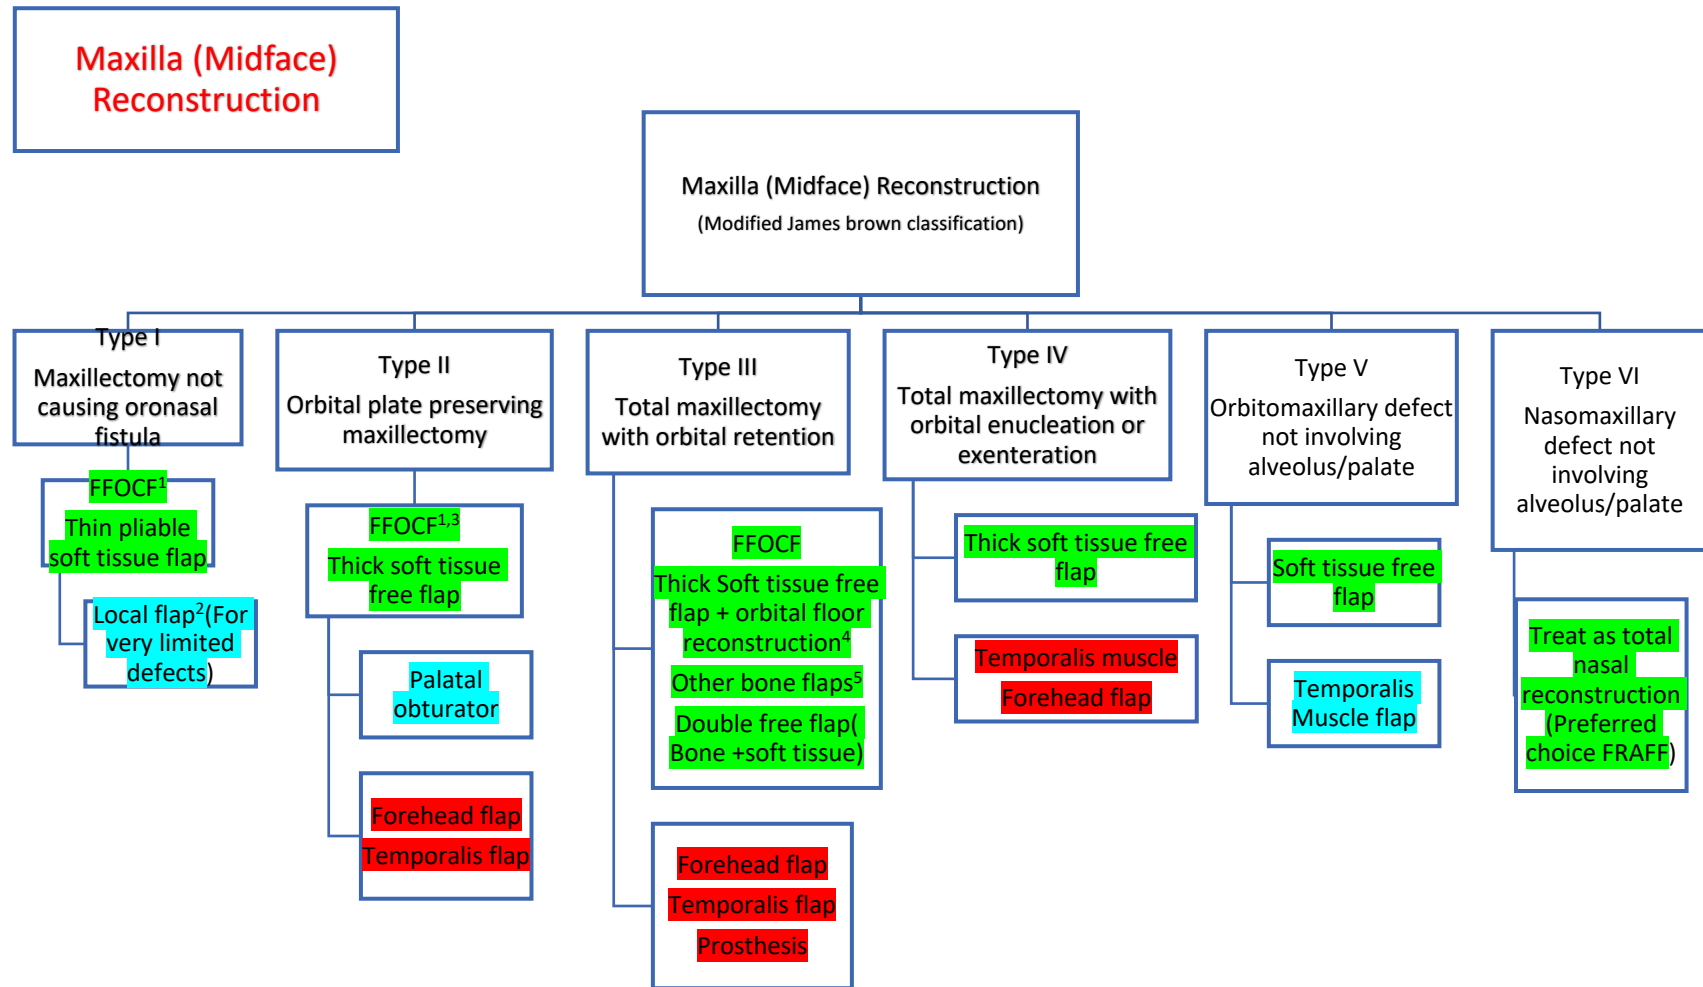 Maxilla (Midface)
Reconstruction
Maxilla (Midface) Reconstruction
(Modified James brown classification)
Type I
Maxillectomy not
causing oronasal
fistula
FFOCF1
Thin pliable
soft tissue flap
Local flap2(For
very limited
defects)
Type II
Orbital plate preserving
maxillectomy
FFOCF1,3
Thick soft tissue
free flap
Palatal
obturator
Forehead flap
Temporalis flap
Type III
Total maxillectomy
with orbital retention
FFOCF
Thick Soft tissue free
flap + orbital floor
reconstruction4
Other bone flaps5
Double free flap(
Bone +soft tissue)
Forehead flap
Temporalis flap
Prosthesis
Type IV
Total maxillectomy with
orbital enucleation or
exenteration
Thick soft tissue free
flap
Temporalis muscle
Forehead flap
Type V
Orbitomaxillary defect
not involving
alveolus/palate
Soft tissue free
flap
Temporalis
Muscle flap
Type VI
Nasomaxillary
defect not
involving
alveolus/palate
Treat as total
nasal
reconstruction
(Preferred
choice FRAFF)